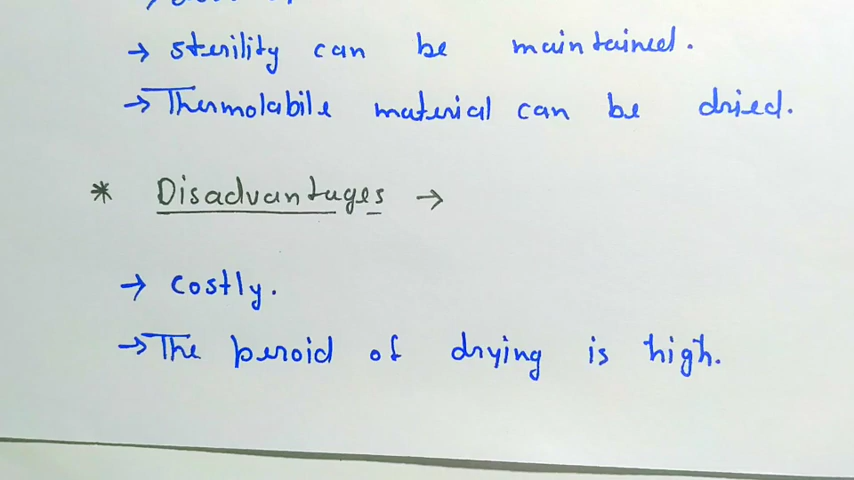 → sterility can be maintained.
→ Thermolabile material can be dried.
* Disadvantages →
→ costly.
→ The peroid of drying is high.